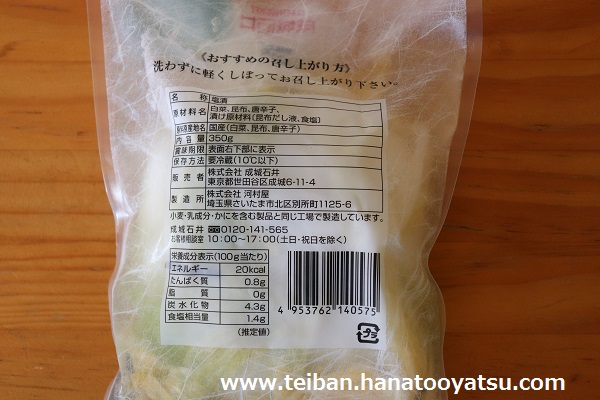 《おすすめの召し上がり方》
洗わずに軽くしぼってお召し上がり下さい。
名称 塩漬
原材料名 白菜、昆布、唐辛子、
漬け原材料〔昆布だし液、食塩〕
原料原産地名 国産(白菜、昆布、唐辛子)
内容量 350g
賞味期限 表面右下部に表示
保存方法 要冷蔵(10℃以下)
販売者 株式会社 成城石井
東京都世田谷区成城6-11-4
製造所 株式会社 河村屋
埼玉県さいたま市北区別所町1125-6
小麦・乳成分・かにを含む製品と同じ工場で製造しています。
成城石井 0120-141-565
お客様相談室 10:00～17:00(土日・祝日を除く)
栄養成分表示(100g当たり)
エネルギー 20kcal
たんぱく質 0.8g
脂質 0g
炭水化物 4.3g
食塩相当量 1.4g
(推定値)
4 953762 140575
プラ
www.teiban.hanatooyatsu.com